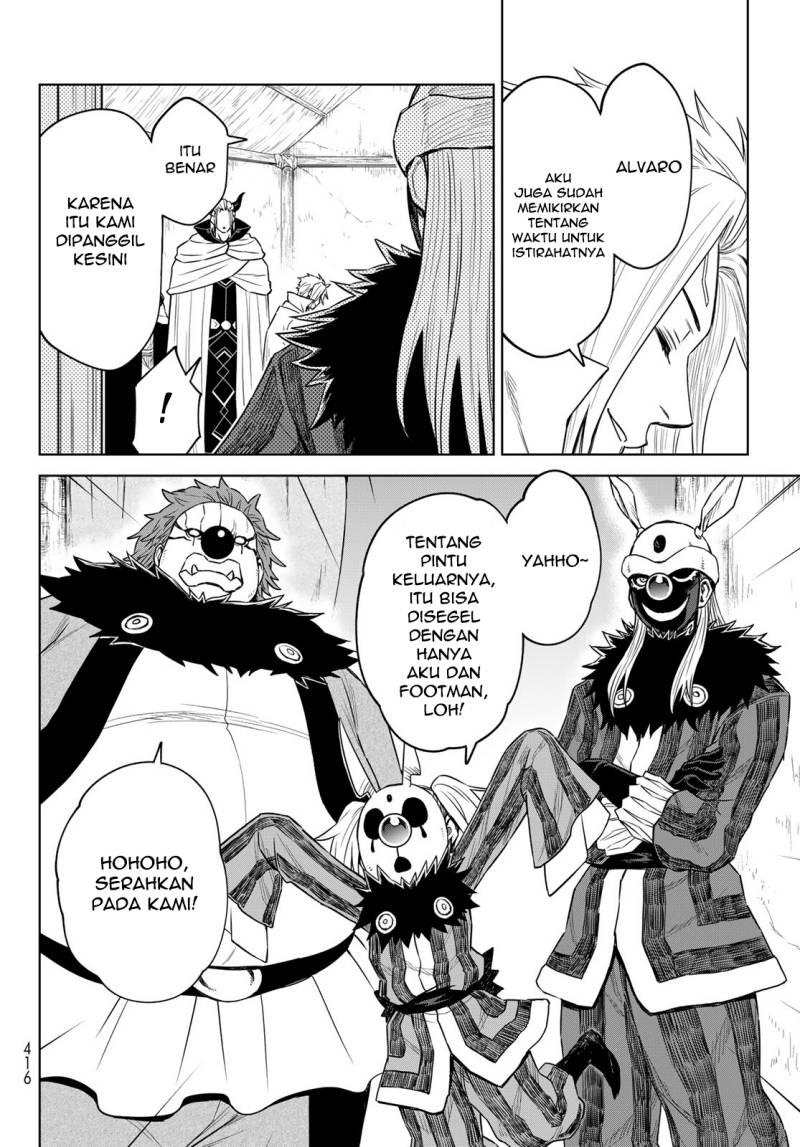 ALVARO
AKU
JUGA SUDAH
MEMIKIRKAN
TENTANG
WAKTU UNTUK
ISTIRAHATNYA
ITU
BENAR
KARENA
ITU KAMI
DIPANGGIL
KESINI
!
YAHHO~
TENTANG
PINTU
KELUARNYA,
ITU BISA
DISEGEL
DENGAN
HANYA
AKU DAN
FOOTMAN,
LOH!
HOHOHO,
SERAHKAN
PADA KAMI!
416